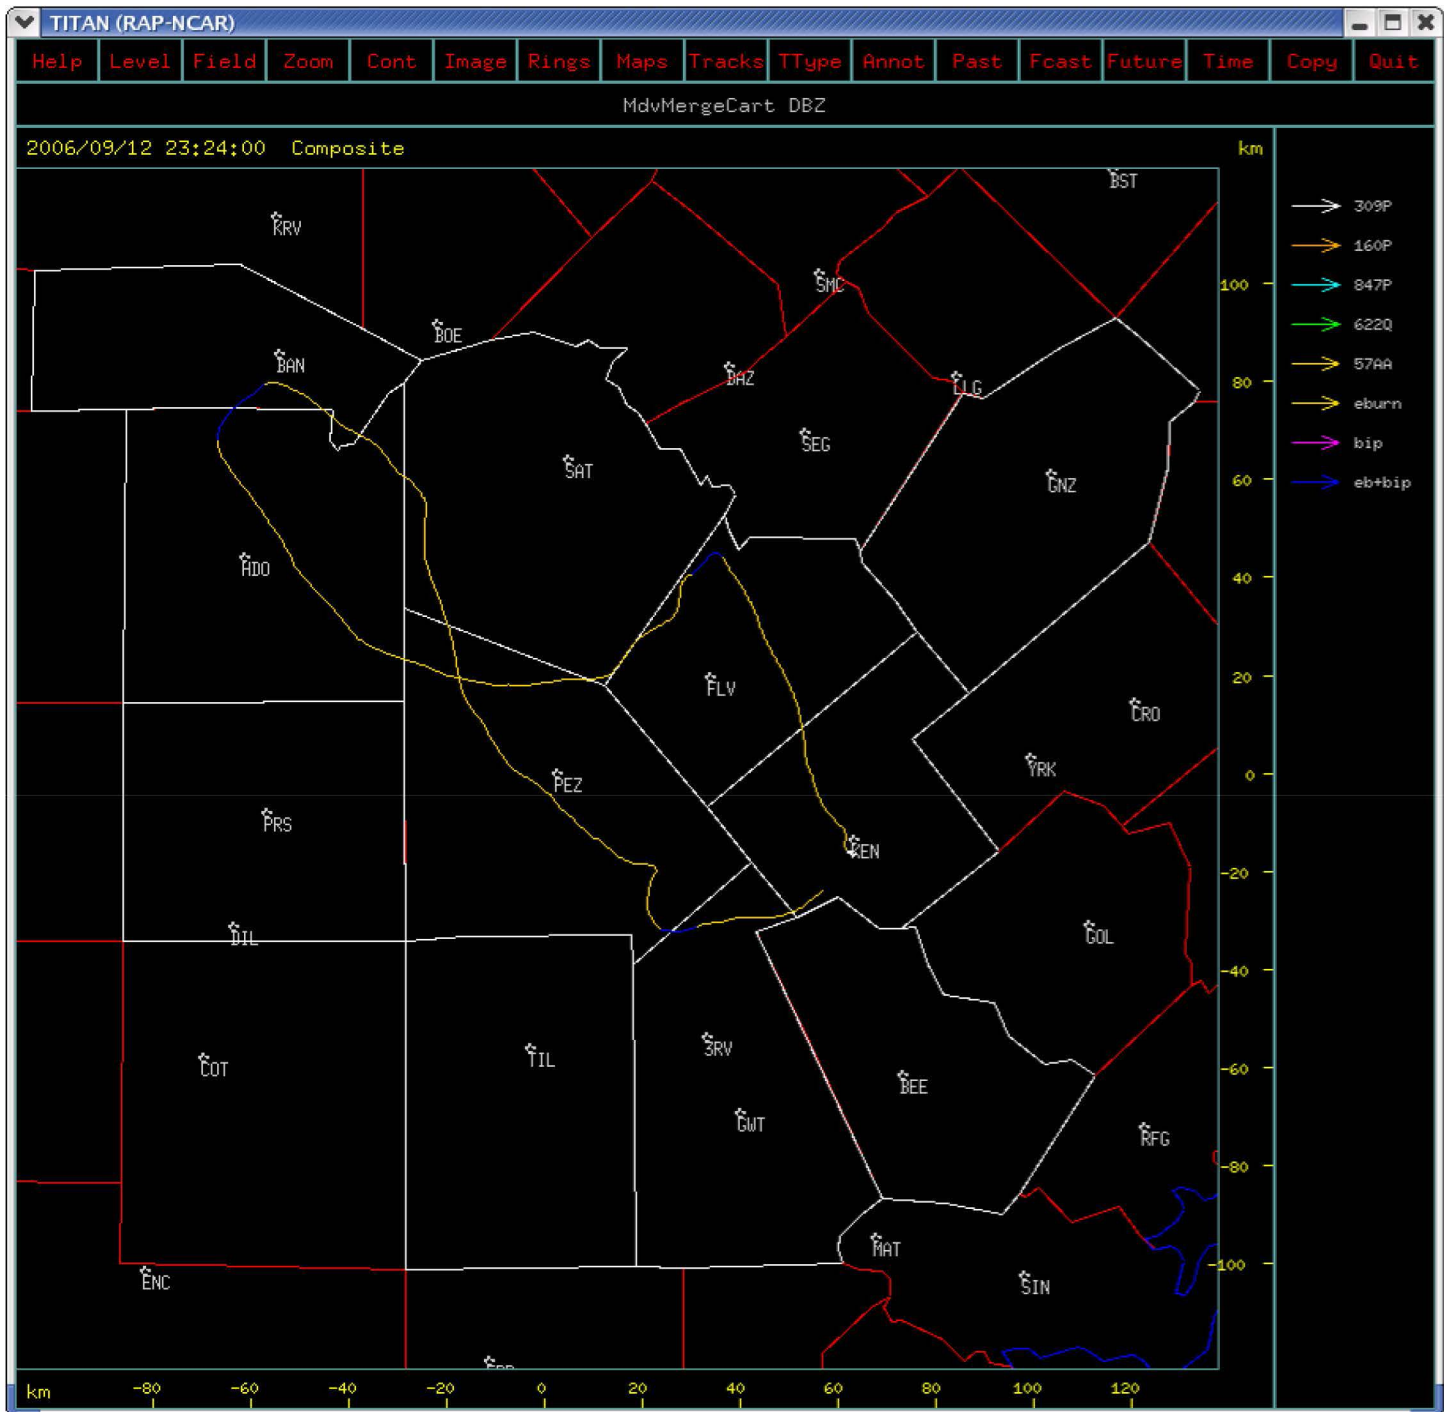 TITAN (RAP-NCAR)
Help Level Field Zoom Cont Image Rings Maps Tracks TType Annot Past Fcast Future Time Copy Quit
MdvMergeCart DBZ
2006/09/12 23:24:00 Composite km
BST
309P
KRV
160P
SMC
100
847P
BOE
622Q
BAN
57AA
BAZ
LLG
80
eburn
SEG
bip
SAT
60
GNZ
eb+bip
ADO
40
FLV
20
CRO
YRK
0
PEZ
PRS
KEN
-20
DIL
GOL
-40
3RV
TIL
COT
-60
BEE
GWT
RFG
-80
MAT
-100
ENC
SIN
km -80 -60 -40 -20 0 20 40 60 80 100 120